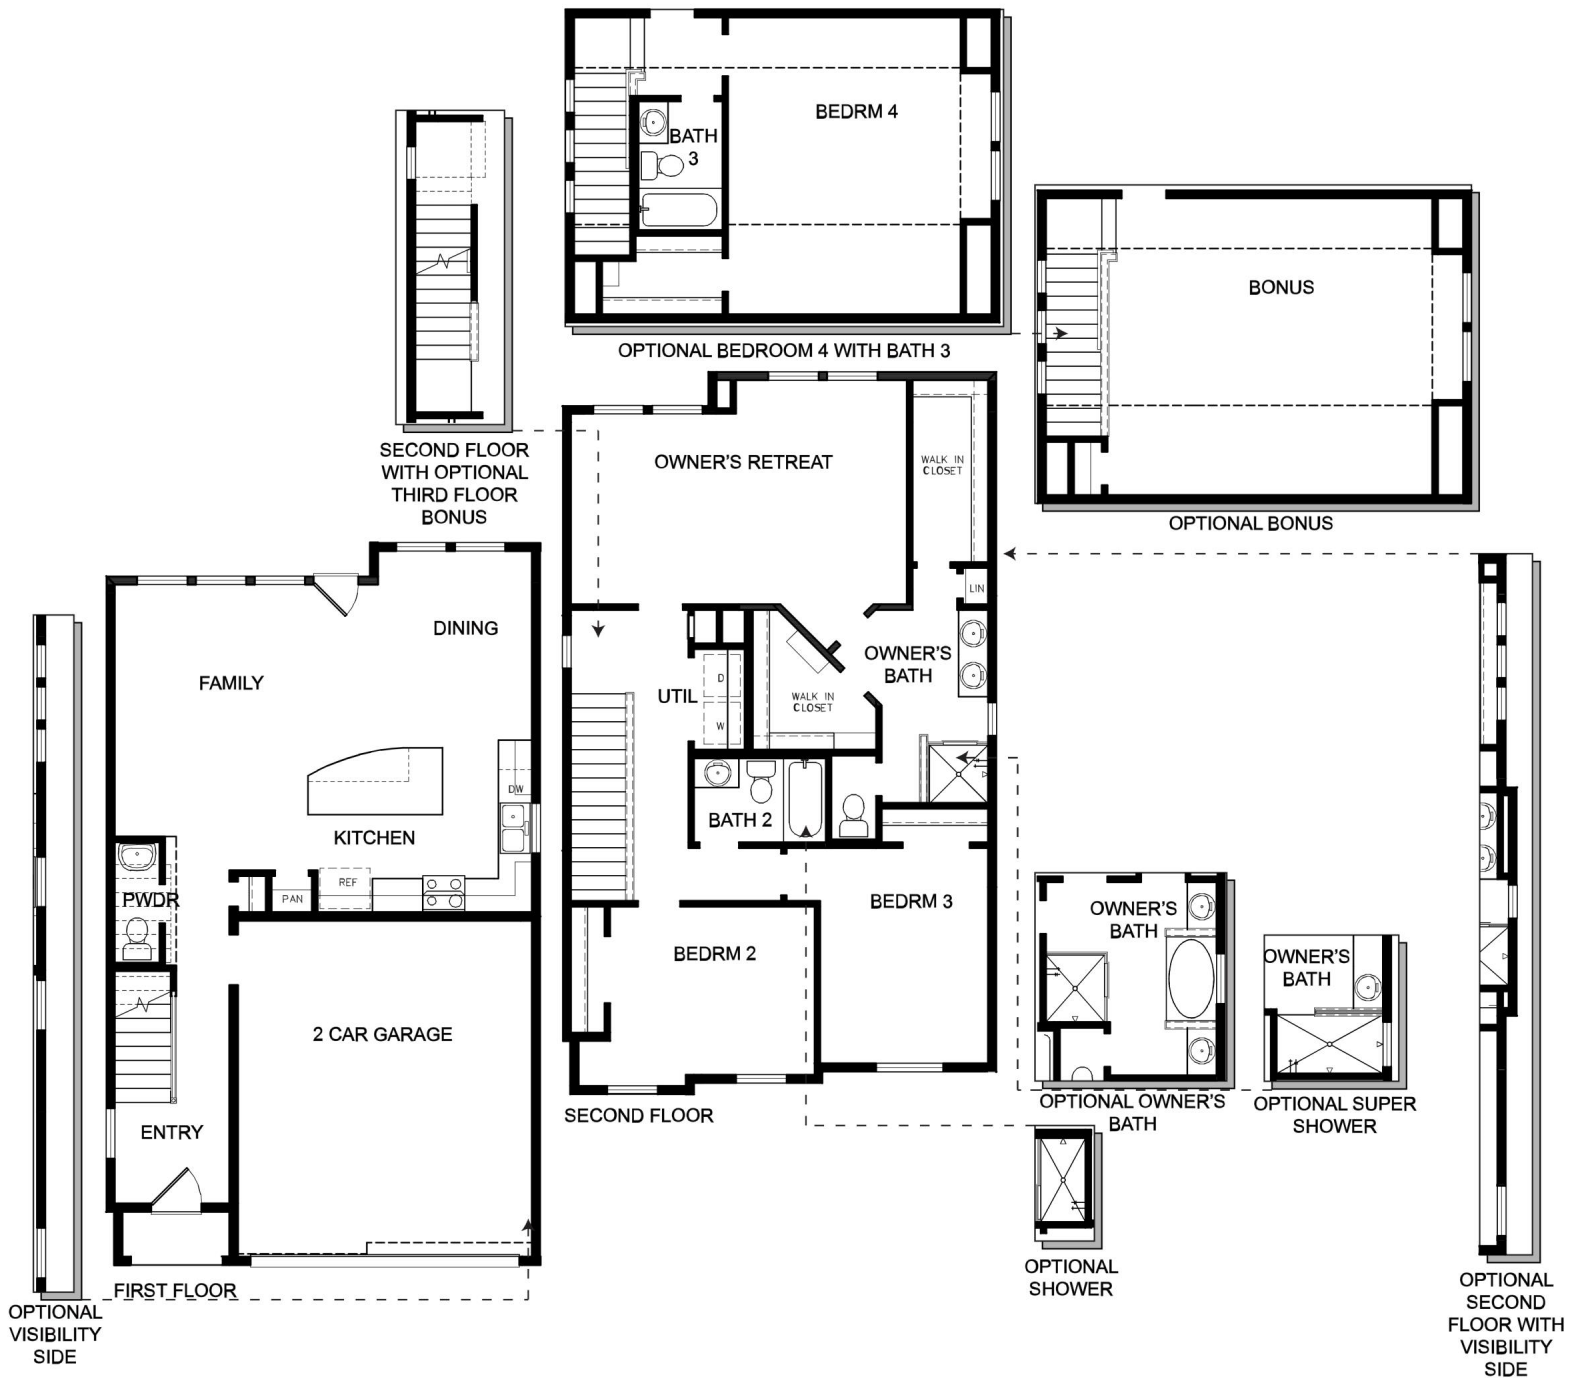 BEDRM 4
BATH
3
OPTIONAL BEDROOM 4 WITH BATH 3
BONUS
OPTIONAL BONUS
SECOND FLOOR
WITH OPTIONAL
THIRD FLOOR
BONUS
OWNER'S RETREAT
WALK IN
CLOSET
LIN
OWNER'S
BATH
UTIL
D
W
WALK IN
CLOSET
BATH 2
BEDRM 3
BEDRM 2
SECOND FLOOR
DINING
FAMILY
DW
KITCHEN
REF
PAN
PWDR
2 CAR GARAGE
ENTRY
FIRST FLOOR
OPTIONAL
VISIBILITY
SIDE
OWNER'S
BATH
OPTIONAL OWNER'S
BATH
OWNER'S
BATH
OPTIONAL SUPER
SHOWER
OPTIONAL
SHOWER
OPTIONAL
SECOND
FLOOR WITH
VISIBILITY
SIDE